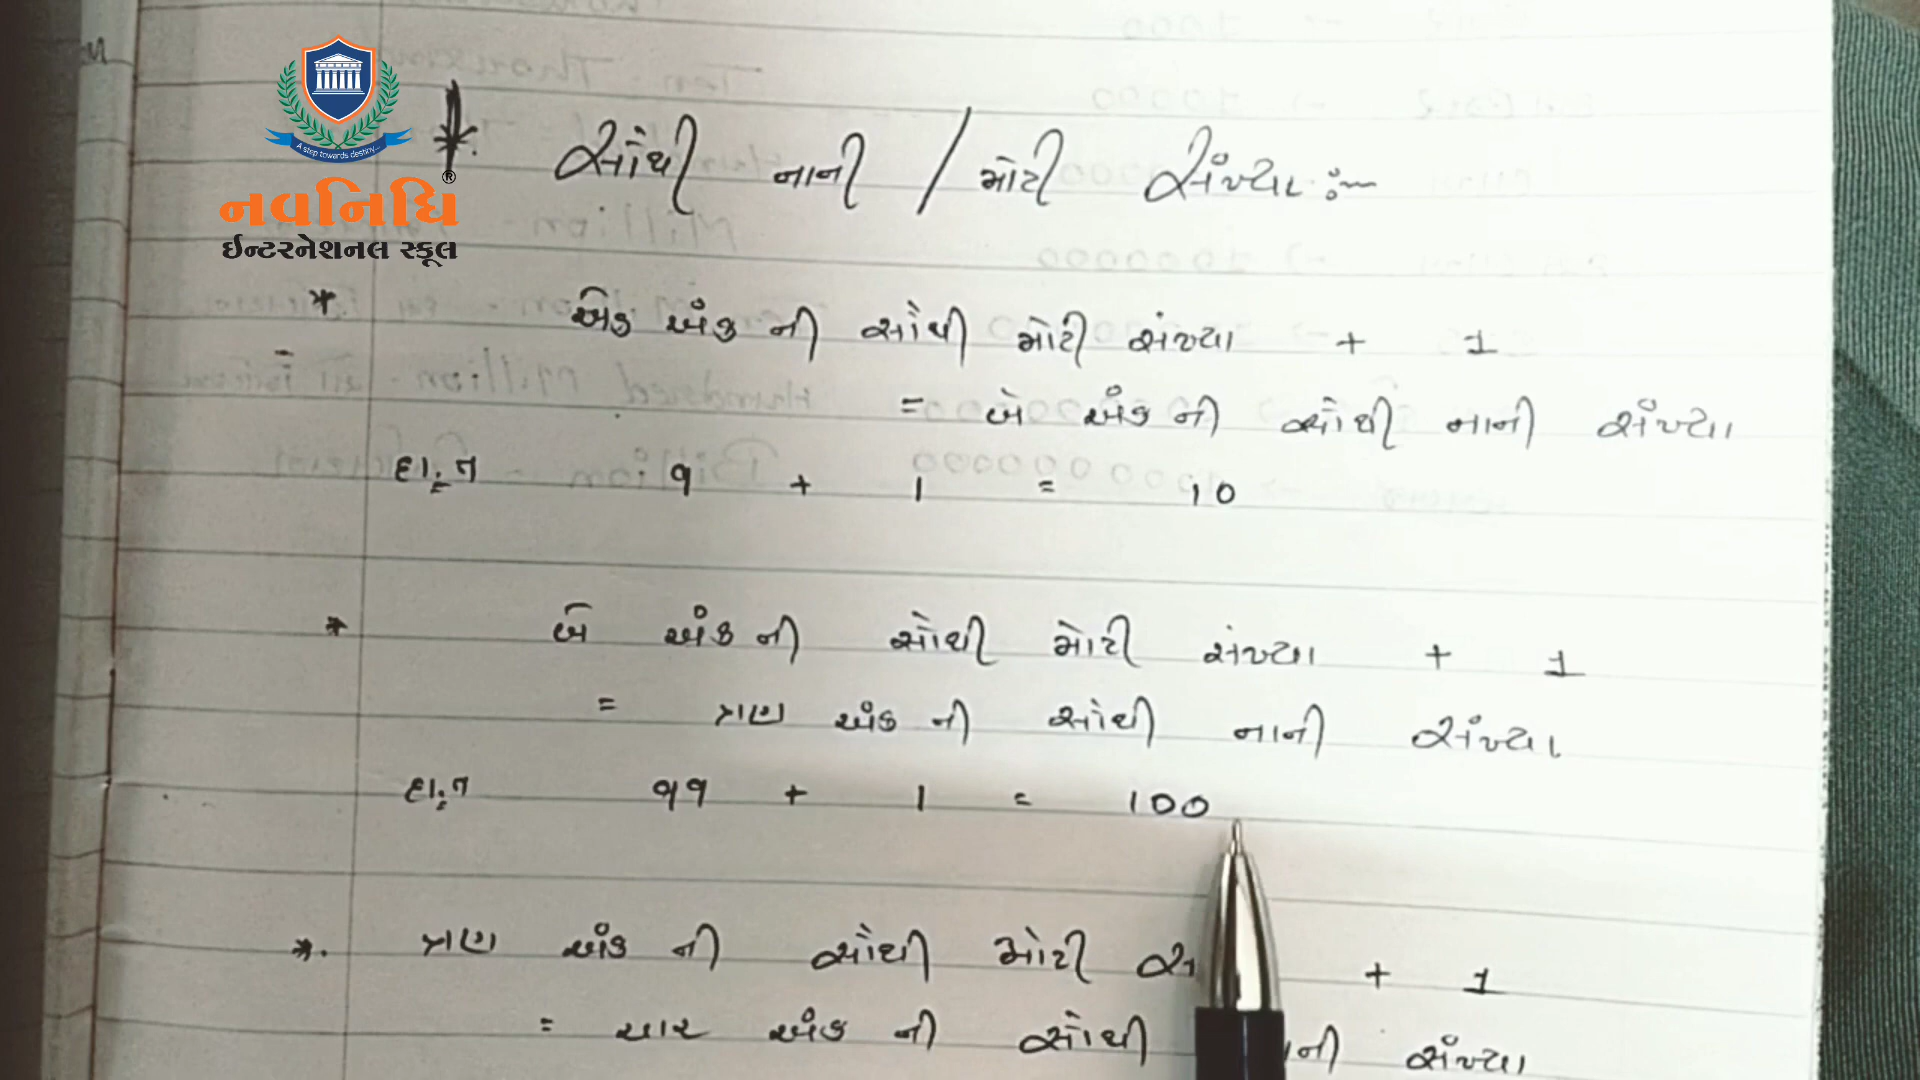 A step towards destiny...
નવનિધિ®
ઈન્ટરનેશનલ સ્કૂલ
સૌથી નાની / મોટી સંખ્યા :-
* એક અંક ની સૌથી મોટી સંખ્યા + 1
= બે અંક ની સૌથી નાની સંખ્યા
દા.ત 9 + 1 = 10
* બે અંક ની સૌથી મોટી સંખ્યા + 1
= ત્રણ અંક ની સૌથી નાની સંખ્યા
દા.ત 99 + 1 = 100
*. ત્રણ અંક ની સૌથી મોટી + 1
= ચાર અંક ની સૌથી સંખ્યા